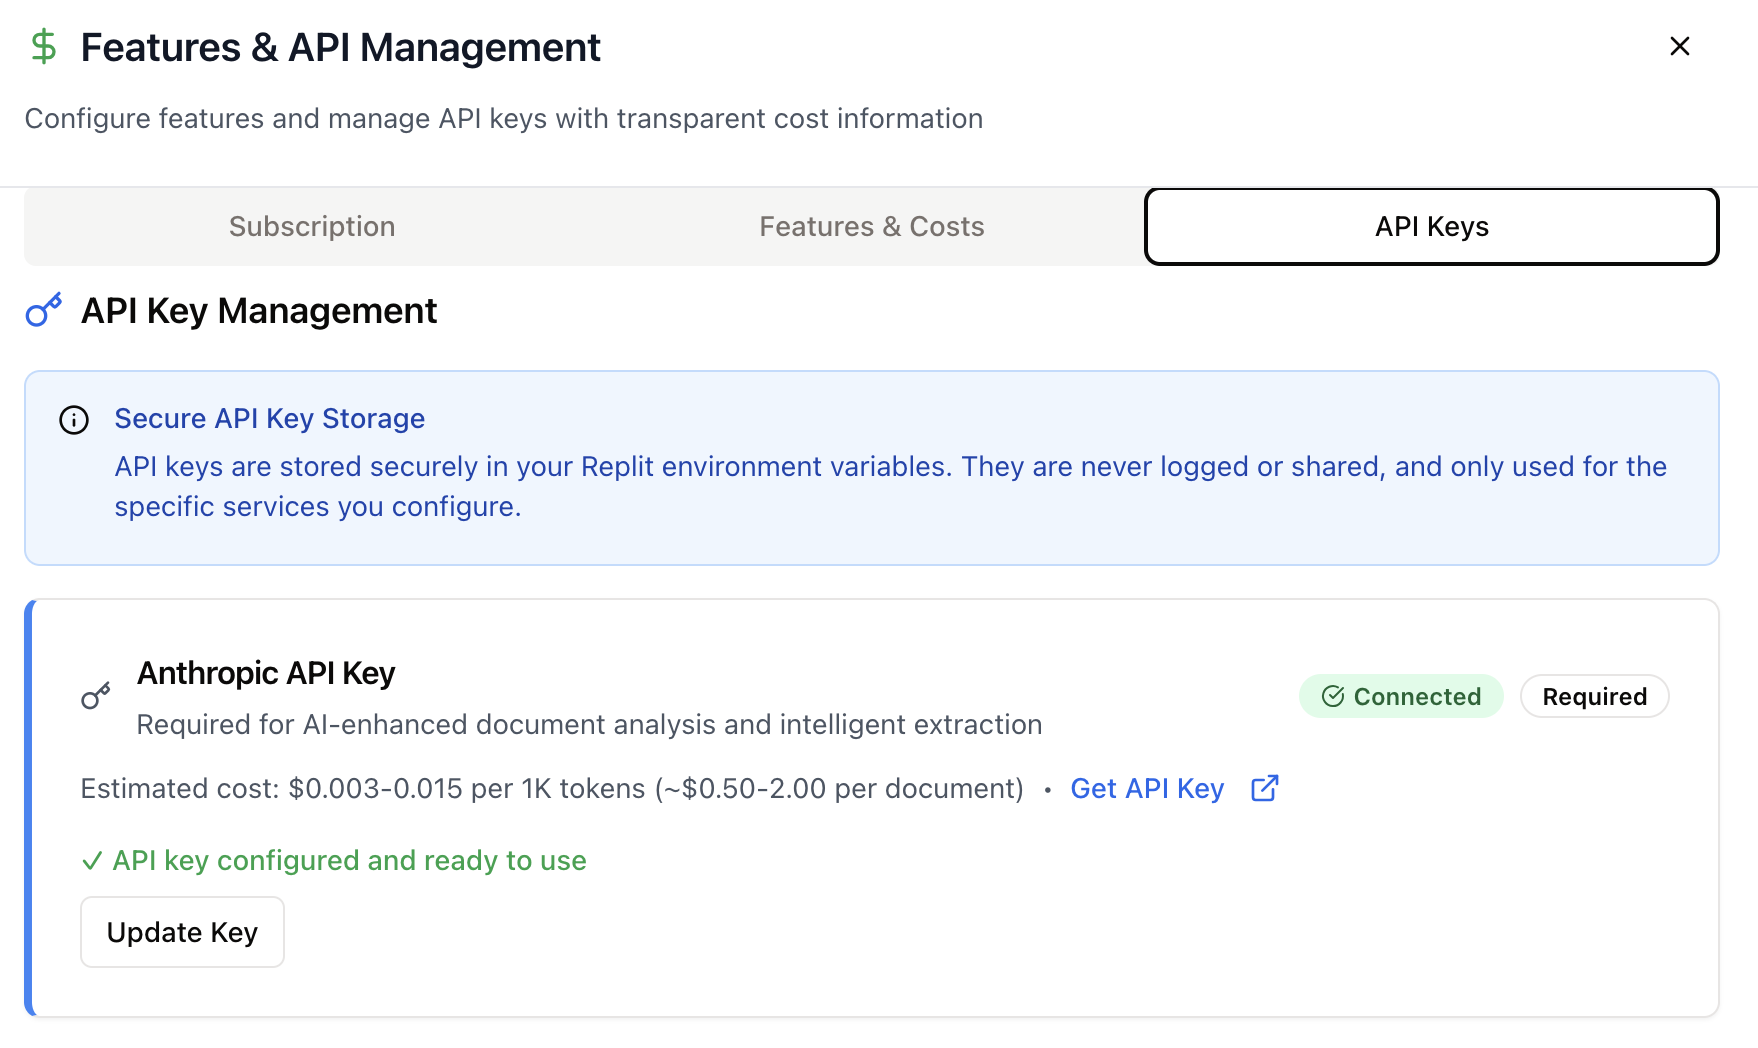 Features & API Management
Configure features and manage API keys with transparent cost information
Subscription
Features & Costs
API Keys
API Key Management
Secure API Key Storage
API keys are stored securely in your Replit environment variables. They are never logged or shared, and only used for the
specific services you configure.
Anthropic API Key
Required for AI-enhanced document analysis and intelligent extraction
Connected
Required
Estimated cost: $0.003-0.015 per 1K tokens (~$0.50-2.00 per document) • Get API Key
✓ API key configured and ready to use
Update Key